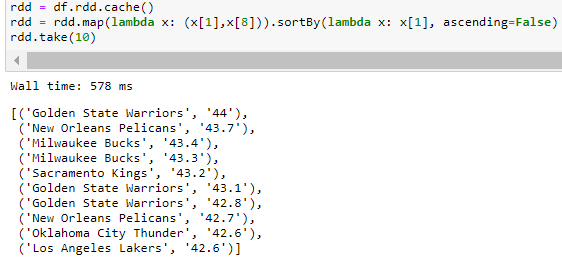 rdd = df.rdd.cache()
rdd = rdd.map(lambda x: (x[1],x[8])).sortBy(lambda x: x[1], ascending=False)
rdd.take(10)
Wall time: 578 ms
[('Golden State Warriors', '44'),
('New Orleans Pelicans', '43.7'),
('Milwaukee Bucks', '43.4'),
('Milwaukee Bucks', '43.3'),
('Sacramento Kings', '43.2'),
('Golden State Warriors', '43.1'),
('Golden State Warriors', '42.8'),
('New Orleans Pelicans', '42.7'),
('Oklahoma City Thunder', '42.6'),
('Los Angeles Lakers', '42.6')]